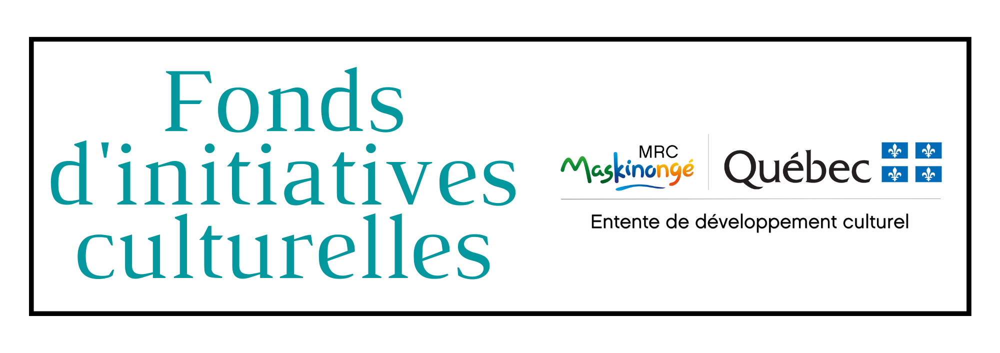 Fonds
d'initiatives
culturelles
MRC
Maskinongé
Québec
Entente de développement culturel